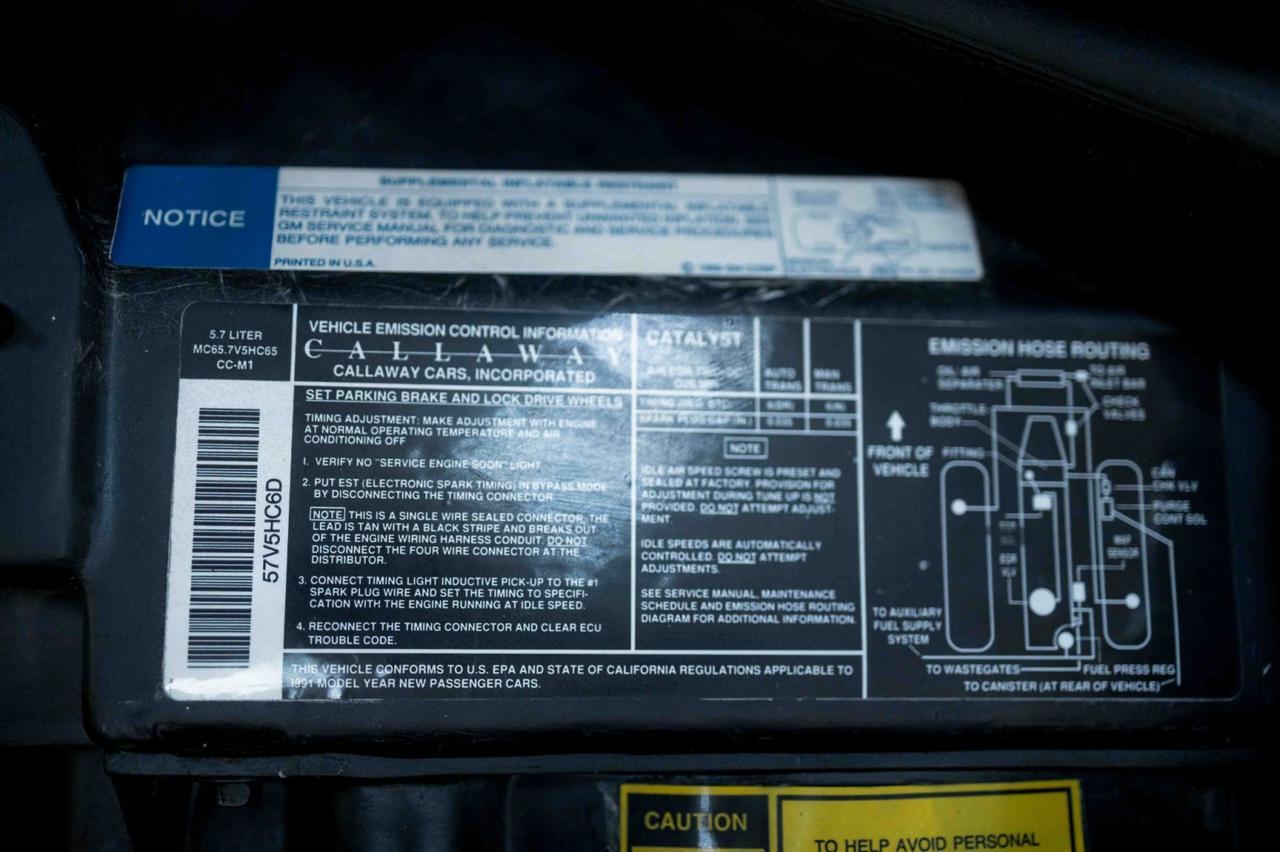 NOTICE
SUPPLEMENTAL INFLATABLE RESTRAINT
THIS VEHICLE IS EQUIPPED WITH A SUPPLEMENTAL INFLATABLE
RESTRAINT SYSTEM. TO HELP PREVENT UNWANTED INFLATION, SEE
GM SERVICE MANUAL FOR DIAGNOSTIC AND SERVICE PROCEDURES
BEFORE PERFORMING ANY SERVICE.
PRINTED IN U.S.A.
5.7 LITER
MC65.7V5HC65
CC-M1
57V5HC6D
VEHICLE EMISSION CONTROL INFORMATION
CALLAWAY
CALLAWAY CARS, INCORPORATED
SET PARKING BRAKE AND LOCK DRIVE WHEELS
TIMING ADJUSTMENT: MAKE ADJUSTMENT WITH ENGINE
AT NORMAL OPERATING TEMPERATURE AND AIR
CONDITIONING OFF
1. VERIFY NO "SERVICE ENGINE SOON" LIGHT
2. PUT EST (ELECTRONIC SPARK TIMING) IN BYPASS MODE
BY DISCONNECTING THE TIMING CONNECTOR
NOTE THIS IS A SINGLE WIRE SEALED CONNECTOR. THE
LEAD IS TAN WITH A BLACK STRIPE AND BREAKS OUT
OF THE ENGINE WIRING HARNESS CONDUIT. DO NOT
DISCONNECT THE FOUR WIRE CONNECTOR AT THE
DISTRIBUTOR.
3. CONNECT TIMING LIGHT INDUCTIVE PICK-UP TO THE #1
SPARK PLUG WIRE AND SET THE TIMING TO SPECIFI-
CATION WITH THE ENGINE RUNNING AT IDLE SPEED.
4. RECONNECT THE TIMING CONNECTOR AND CLEAR ECU
TROUBLE CODE.
THIS VEHICLE CONFORMS TO U.S. EPA AND STATE OF CALIFORNIA REGULATIONS APPLICABLE TO
1991 MODEL YEAR NEW PASSENGER CARS.
CATALYST
AUTO
TRANS
MAN
TRANS
SPARK PLUG GAP (IN.)
NOTE
IDLE AIR SPEED SCREW IS PRESET AND
SEALED AT FACTORY. PROVISION FOR
ADJUSTMENT DURING TUNE UP IS NOT
PROVIDED. DO NOT ATTEMPT ADJUST-
MENT.
IDLE SPEEDS ARE AUTOMATICALLY
CONTROLLED. DO NOT ATTEMPT
ADJUSTMENTS.
SEE SERVICE MANUAL, MAINTENANCE
SCHEDULE AND EMISSION HOSE ROUTING
DIAGRAM FOR ADDITIONAL INFORMATION.
EMISSION HOSE ROUTING
OIL AIR
SEPARATER
TO AIR
INLET BAR
CHECK
VALVES
THROTTLE
BODY
FITTING
FRONT OF
VEHICLE
CAN
CHK VLV
PURGE
CONT SOL
MAP
SENSOR
EGR
VLV
TO AUXILIARY
FUEL SUPPLY
SYSTEM
TO WASTEGATES
FUEL PRESS REG
TO CANISTER (AT REAR OF VEHICLE)
CAUTION
TO HELP AVOID PERSONAL